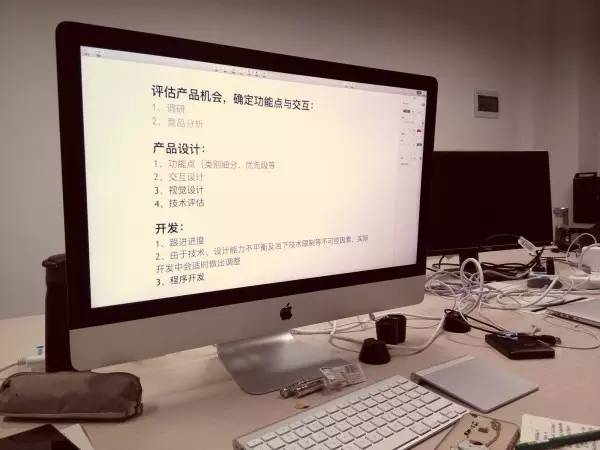 评估产品机会，确定功能点与交互：
1、调研
2、竞品分析
产品设计：
1、功能点（类别细分、优先级等
2、交互设计
3、视觉设计
4、技术评估
开发：
1、跟进进度
2、由于技术、设计能力不平衡及当下技术限制等不可控因素，实际
开发中会适时做出调整
3、程序开发